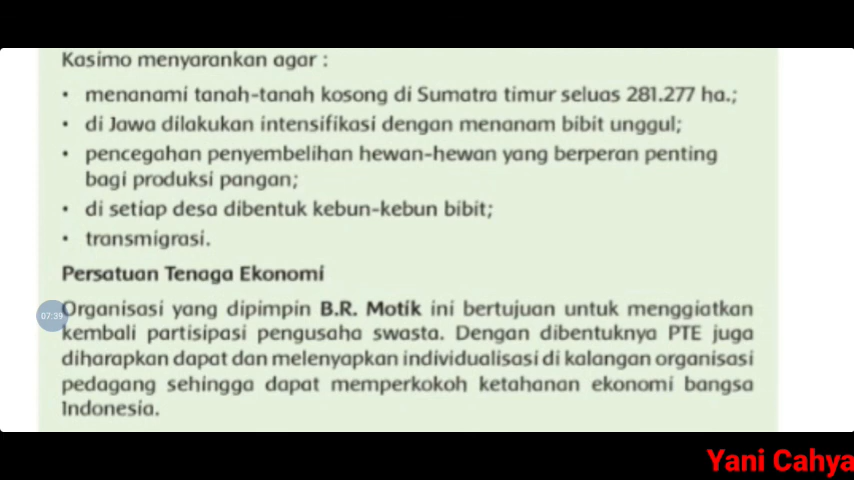 Kasimo menyarankan agar :
• menanami tanah-tanah kosong di Sumatra timur seluas 281.277 ha.;
• di Jawa dilakukan intensifikasi dengan menanam bibit unggul;
• pencegahan penyembelihan hewan-hewan yang berperan penting
bagi produksi pangan;
• di setiap desa dibentuk kebun-kebun bibit;
• transmigrasi.
Persatuan Tenaga Ekonomi
Organisasi yang dipimpin B.R. Motik ini bertujuan untuk menggiatkan
07:39
kembali partisipasi pengusaha swasta. Dengan dibentuknya PTE juga
diharapkan dapat dan melenyapkan individualisasi di kalangan organisasi
pedagang sehingga dapat memperkokoh ketahanan ekonomi bangsa
Indonesia.
Yani Cahya